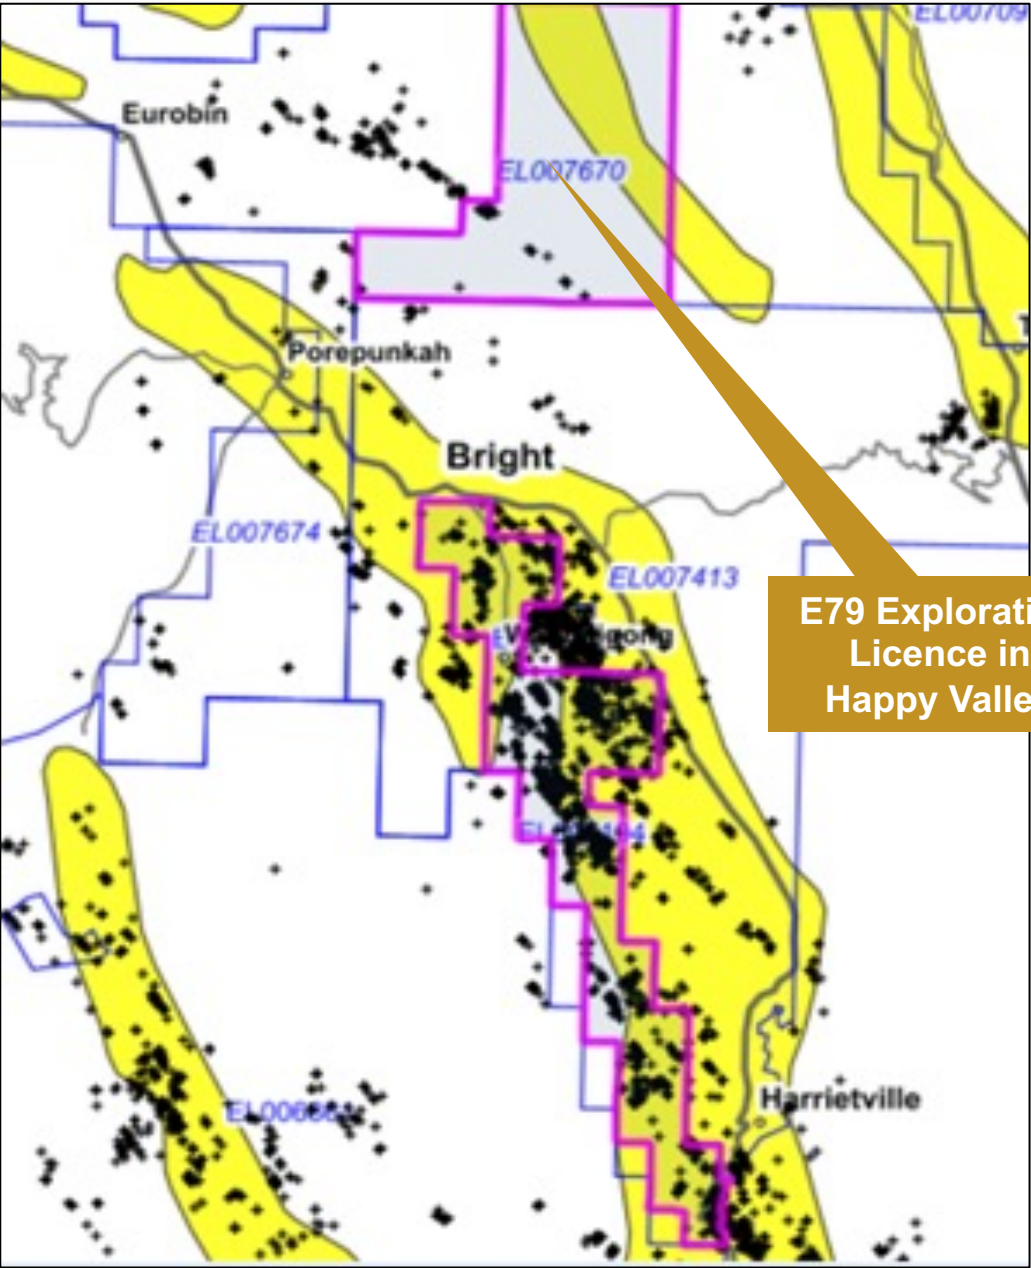 EL00709
Eurobin
EL007670
Porepunkah
Bright
EL007674
EL007413
E79 Explorati
Licence in
Happy Valle
Harrietville